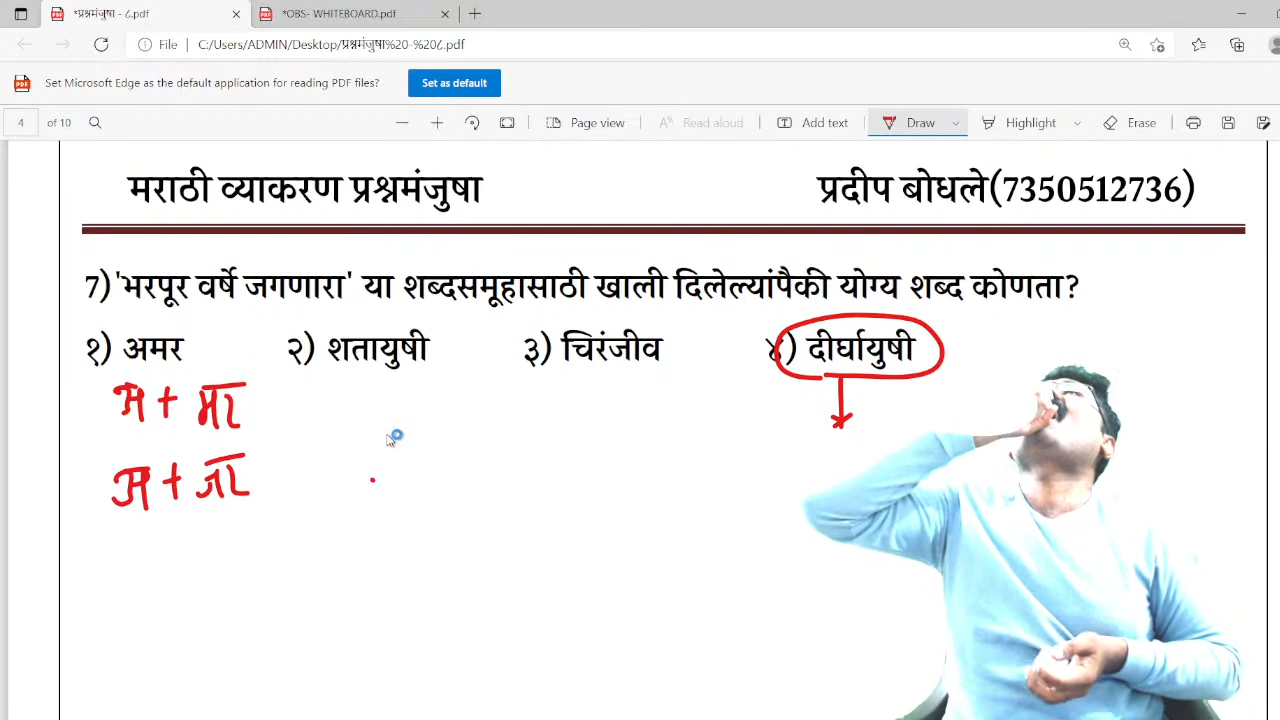 *प्रश्नमंजुषा - ८.pdf
*OBS- WHITEBOARD.pdf
File C:/Users/ADMIN/Desktop/प्रश्नमंजुषा%20-%20८.pdf
Set Microsoft Edge as the default application for reading PDF files? Set as default
4 of 10 Page view Read aloud Add text Draw Highlight Erase
मराठी व्याकरण प्रश्नमंजुषा प्रदीप बोधले(7350512736)
7) 'भरपूर वर्षे जगणारा' या शब्दसमूहासाठी खाली दिलेल्यांपैकी योग्य शब्द कोणता?
१) अमर २) शतायुषी ३) चिरंजीव ४) दीर्घायुषी
अ + मर
अ + जर